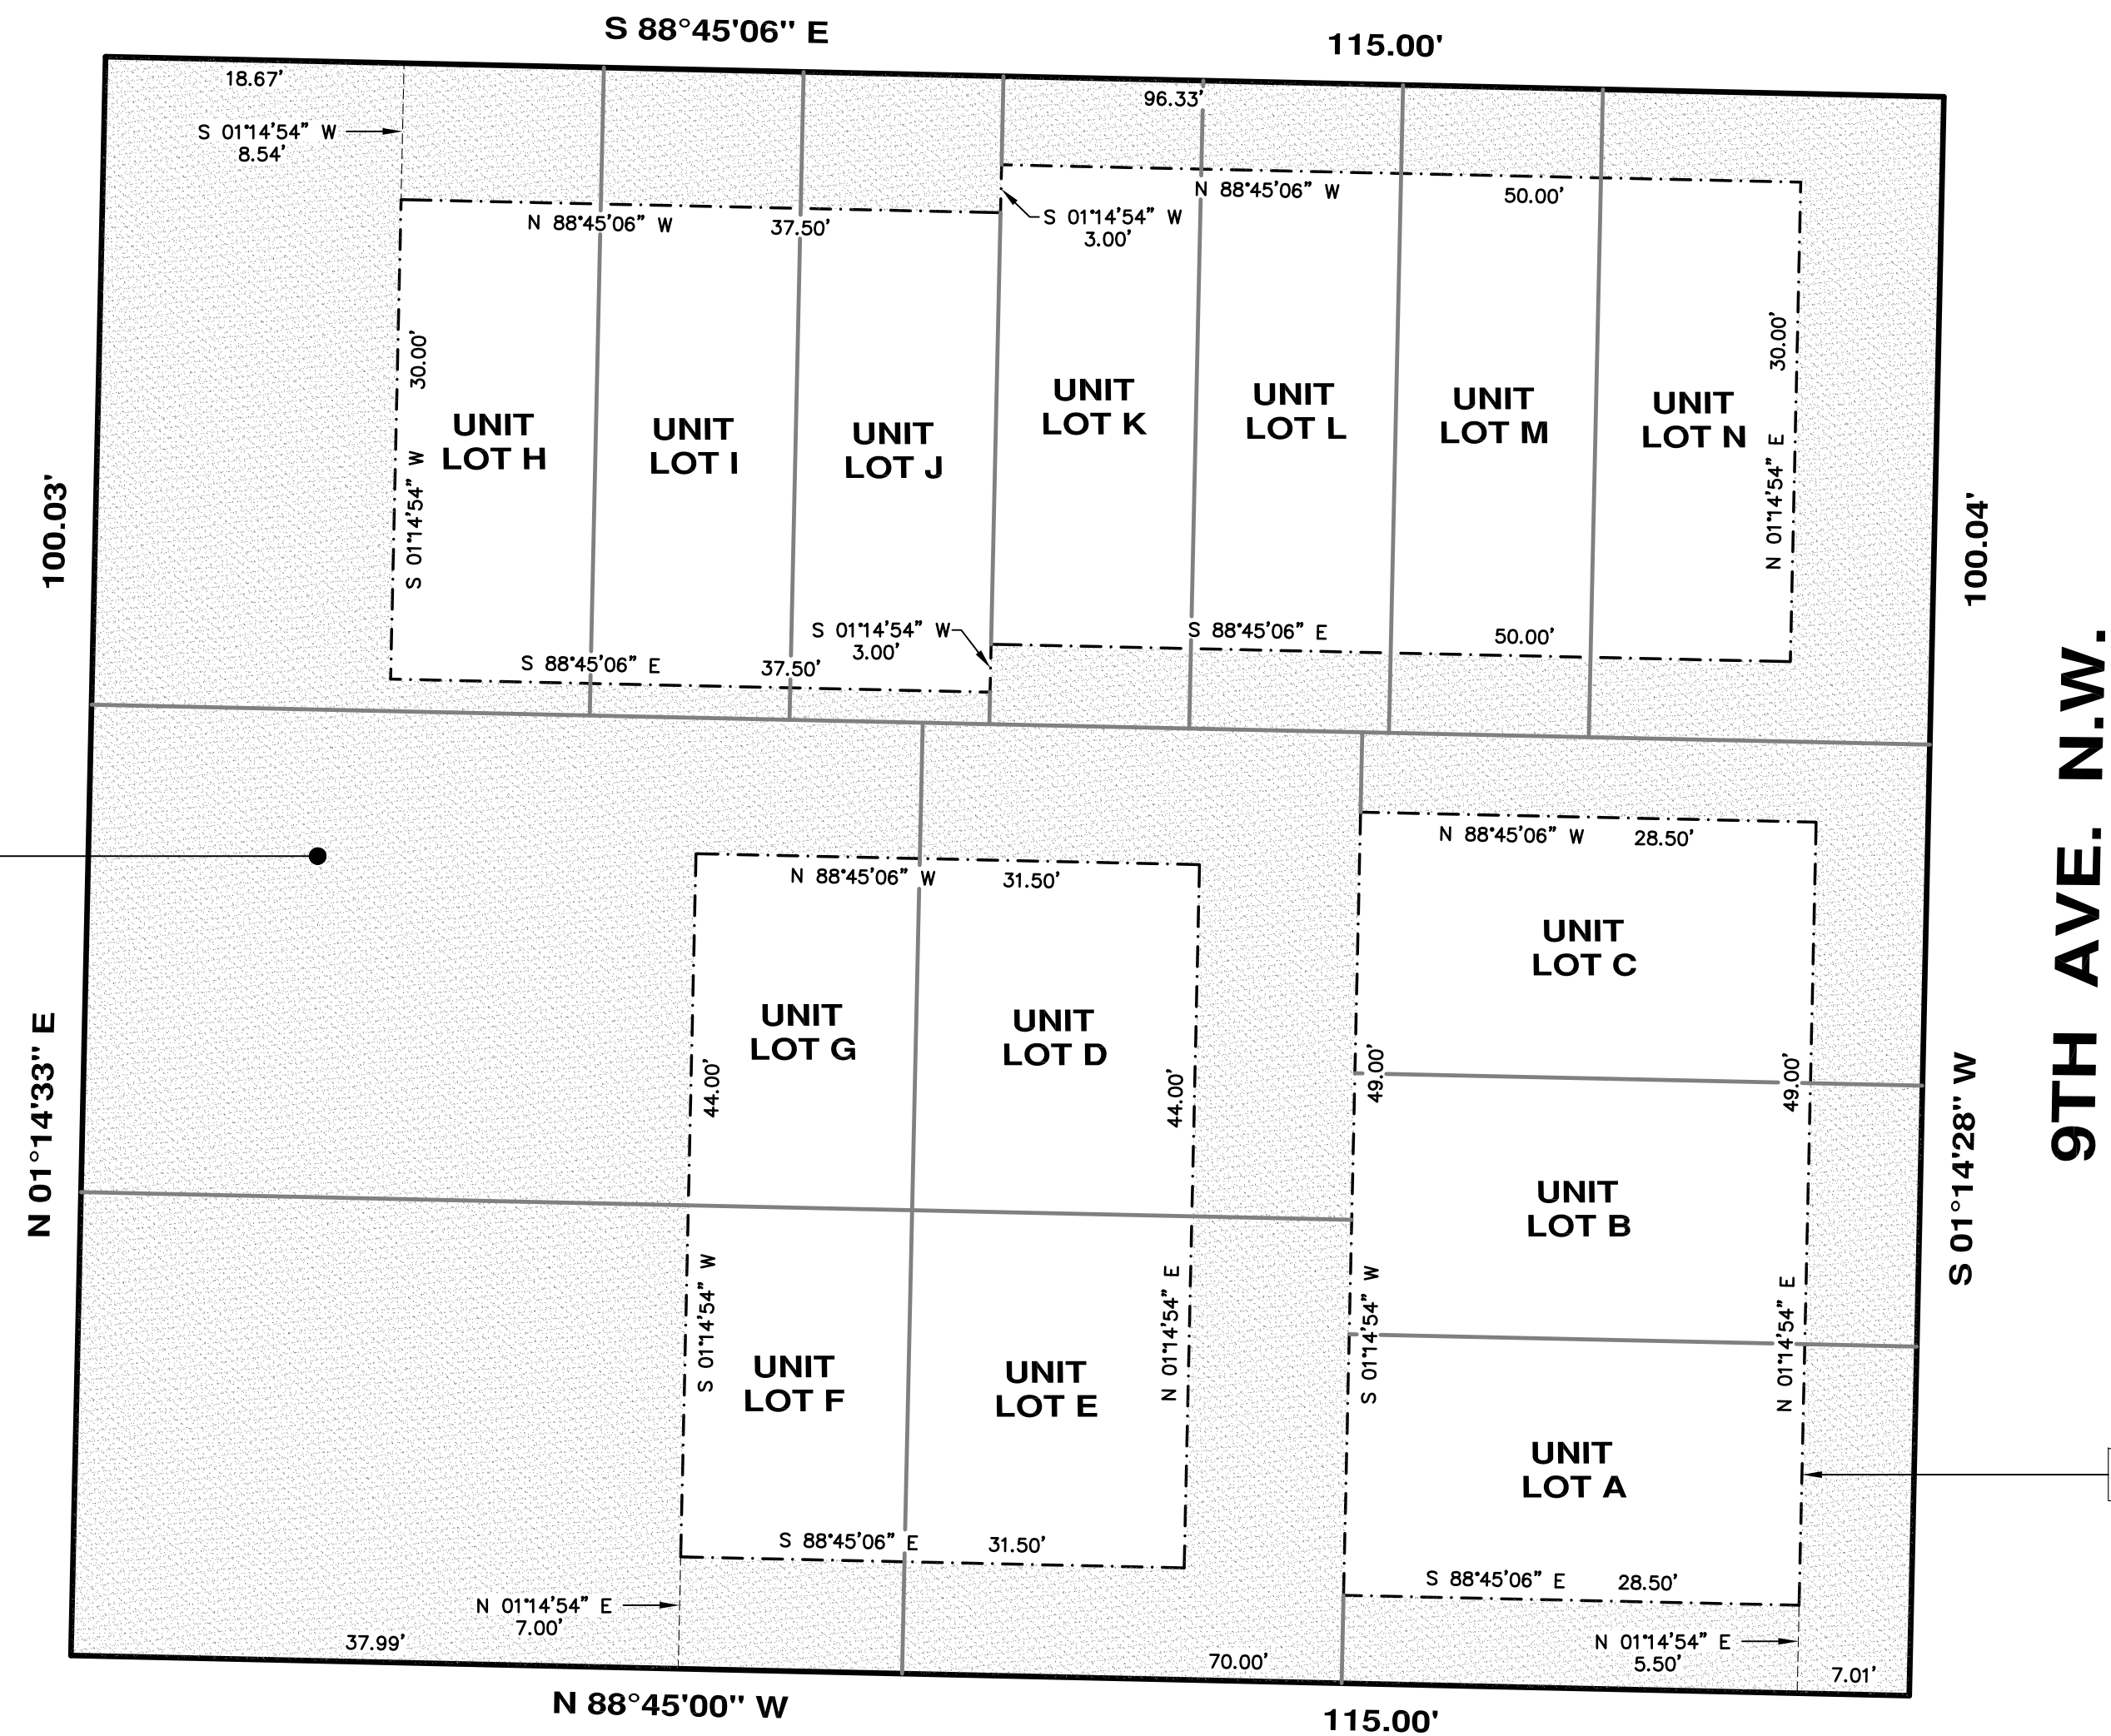 S 88°45'06" E 115.00'
18.67'
96.33'
S 01°14'54" W
8.54'
N 88°45'06" W 37.50'
N 88°45'06" W 50.00'
S 01°14'54" W
3.00'
30.00'
S 01°14'54" W
30.00'
N 01°14'54" E
UNIT
LOT H
UNIT
LOT I
UNIT
LOT J
UNIT
LOT K
UNIT
LOT L
UNIT
LOT M
UNIT
LOT N
S 01°14'54" W
3.00'
S 88°45'06" E 37.50'
S 88°45'06" E 50.00'
100.03'
N 01°14'33" E
100.04'
S 01°14'28" W
9TH AVE. N.W.
N 88°45'06" W 31.50'
N 88°45'06" W 28.50'
UNIT
LOT G
UNIT
LOT D
UNIT
LOT C
44.00'
S 01°14'54" W
44.00'
N 01°14'54" E
49.00'
S 01°14'54" W
49.00'
N 01°14'54" E
UNIT
LOT B
UNIT
LOT F
UNIT
LOT E
UNIT
LOT A
S 88°45'06" E 31.50'
S 88°45'06" E 28.50'
N 01°14'54" E
7.00'
N 01°14'54" E
5.50'
37.99'
70.00'
7.01'
N 88°45'00" W 115.00'